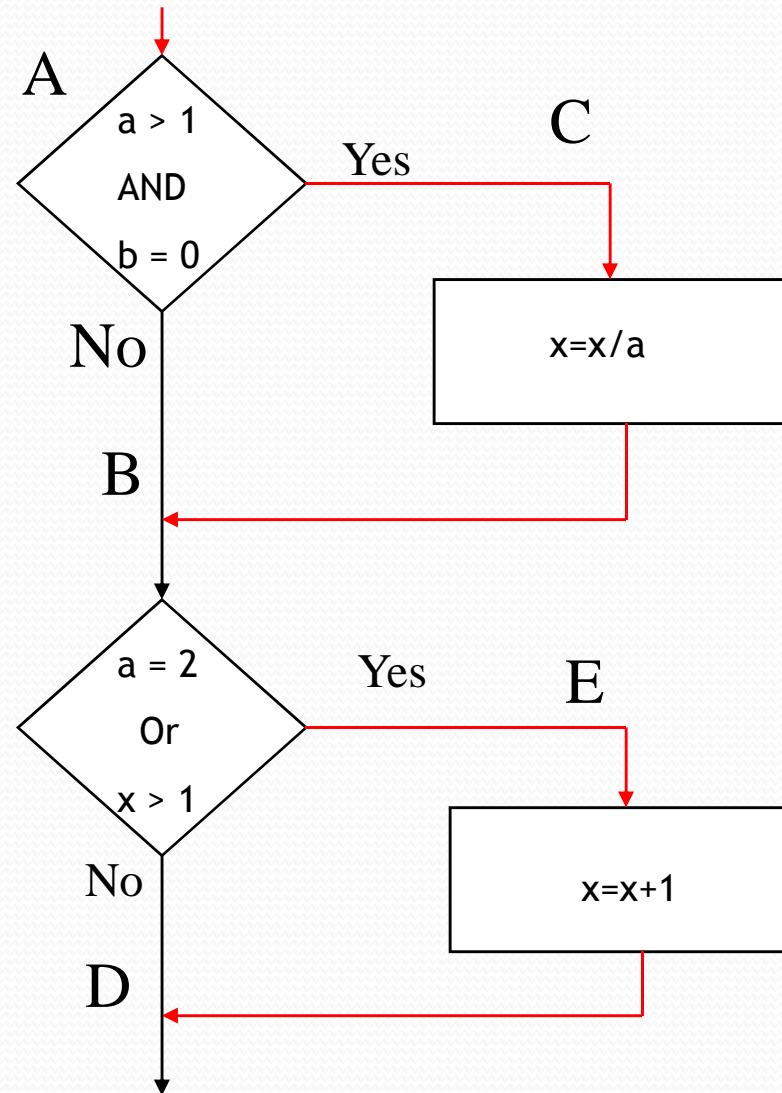 A
a > 1
AND
b = 0
Yes
C
x=x/a
No
B
a = 2
Or
x > 1
Yes
E
x=x+1
No
D